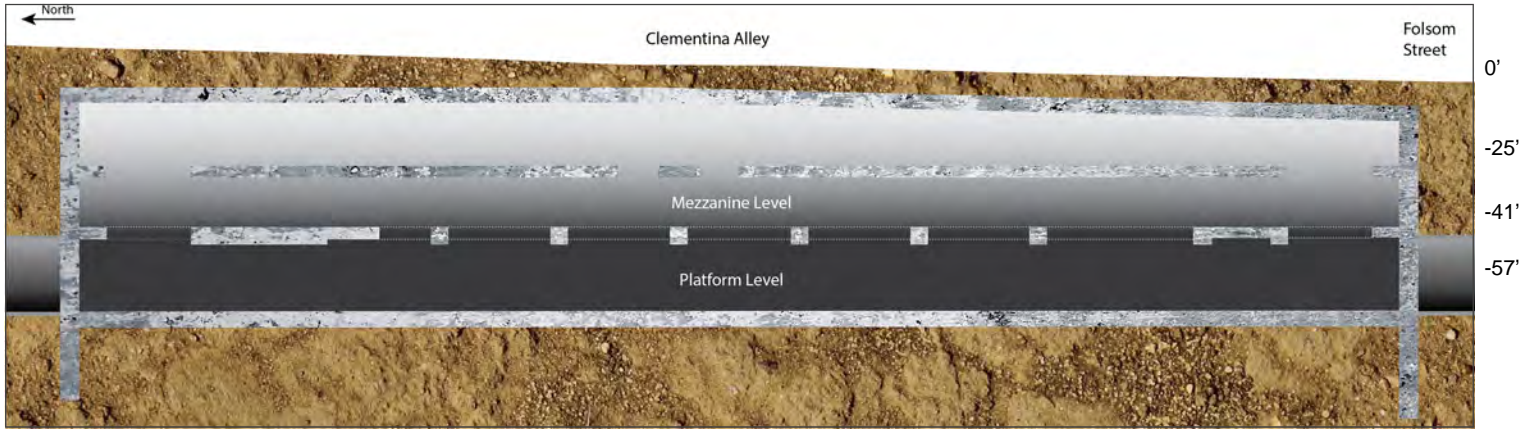 North
Clementina Alley
Folsom
Street
0’
-25’
Mezzanine Level
-41’
-57’
Platform Level